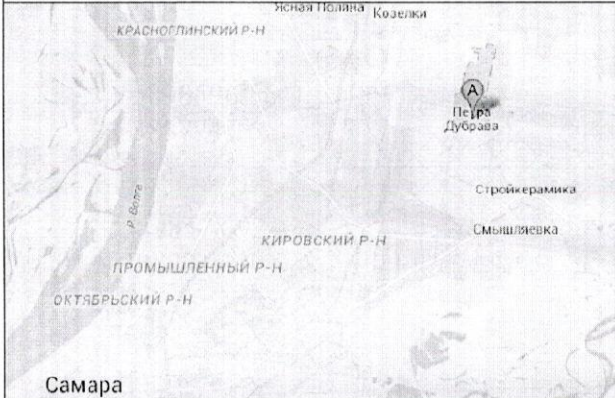 Ясная Поляна
Козелки
КРАСНОГЛИНСКИЙ Р-Н
A
Петра
Дубрава
Стройкерамика
р. Волга
Смышляевка
КИРОВСКИЙ Р-Н
ПРОМЫШЛЕННЫЙ Р-Н
ОКТЯБРЬСКИЙ Р-Н
Самара